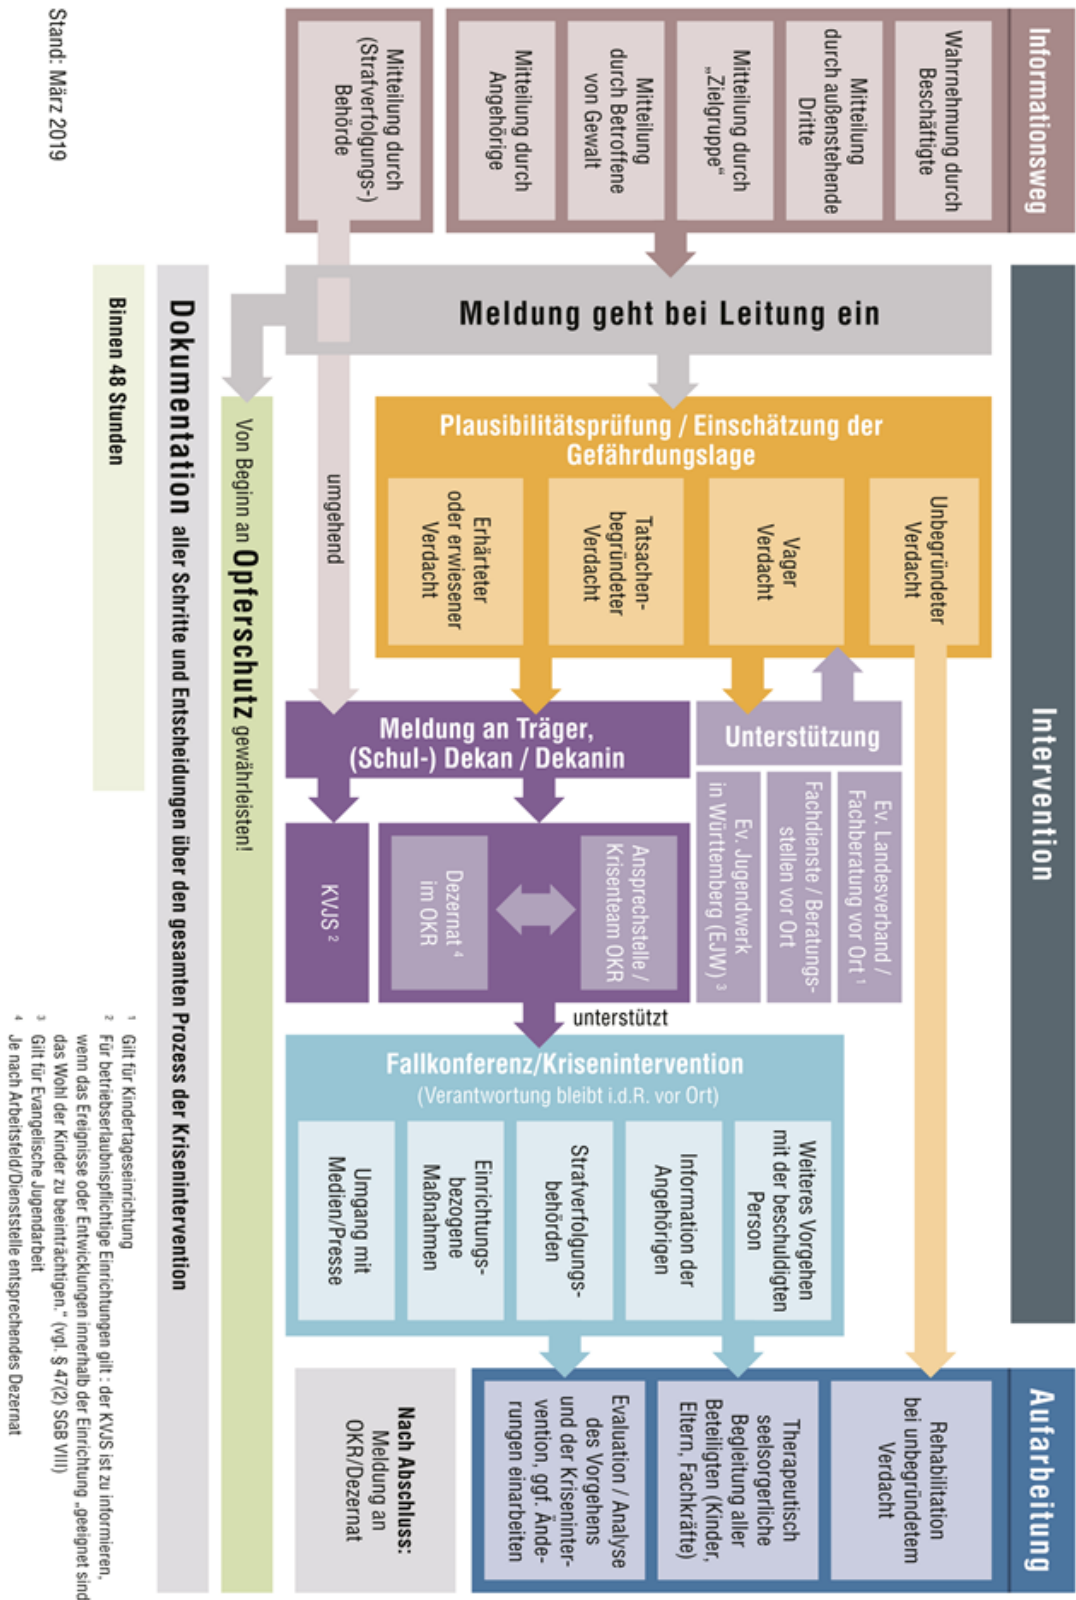 Informationsweg
Wahrnehmung durch
Beschäftigte
Mitteilung
durch außenstehende
Dritte
Mitteilung durch
„Zielgruppe“
Mitteilung
durch Betroffene
von Gewalt
Mitteilung durch
Angehörige
Mitteilung durch
(Strafverfolgungs-)
Behörde
Intervention
Meldung geht bei Leitung ein
Plausibilitätsprüfung / Einschätzung der
Gefährdungslage
Unbegründeter
Verdacht
Vager
Verdacht
Tatsachen-
begründeter
Verdacht
Erhärteter
oder erwiesener
Verdacht
umgehend
Unterstützung
Ev. Landesverband /
Fachberatung vor Ort ¹
Fachdienste / Beratungs-
stellen vor Ort
Ev. Jugendwerk
in Württemberg (EJW) ³
Meldung an Träger,
(Schul-) Dekan / Dekanin
Ansprechstelle /
Krisenteam OKR
Dezernat ⁴
im OKR
KVJS ²
unterstützt
Fallkonferenz/Krisenintervention
(Verantwortung bleibt i.d.R. vor Ort)
Weiteres Vorgehen
mit der beschuldigten
Person
Information der
Angehörigen
Strafverfolgungs-
behörden
Einrichtungs-
bezogene
Maßnahmen
Umgang mit
Medien/Presse
Aufarbeitung
Rehabilitation
bei unbegründetem
Verdacht
Therapeutisch
seelsorgerliche
Begleitung aller
Beteiligten (Kinder,
Eltern, Fachkräfte)
Evaluation / Analyse
des Vorgehens
und der Kriseninter-
vention, ggf. Ände-
rungen einarbeiten
Nach Abschluss:
Meldung an
OKR/Dezernat
Von Beginn an Opferschutz gewährleisten!
Dokumentation aller Schritte und Entscheidungen über den gesamten Prozess der Krisenintervention
Binnen 48 Stunden
¹ Gilt für Kindertageseinrichtung
² Für betriebserlaubnispflichtige Einrichtungen gilt : der KVJS ist zu informieren,
wenn das Ereignisse oder Entwicklungen innerhalb der Einrichtung „geeignet sind
das Wohl der Kinder zu beeinträchtigen.“ (vgl. § 47(2) SGB VIII)
³ Gilt für Evangelische Jugendarbeit
⁴ Je nach Arbeitsfeld/Dienststelle entsprechendes Dezernat
Stand: März 2019